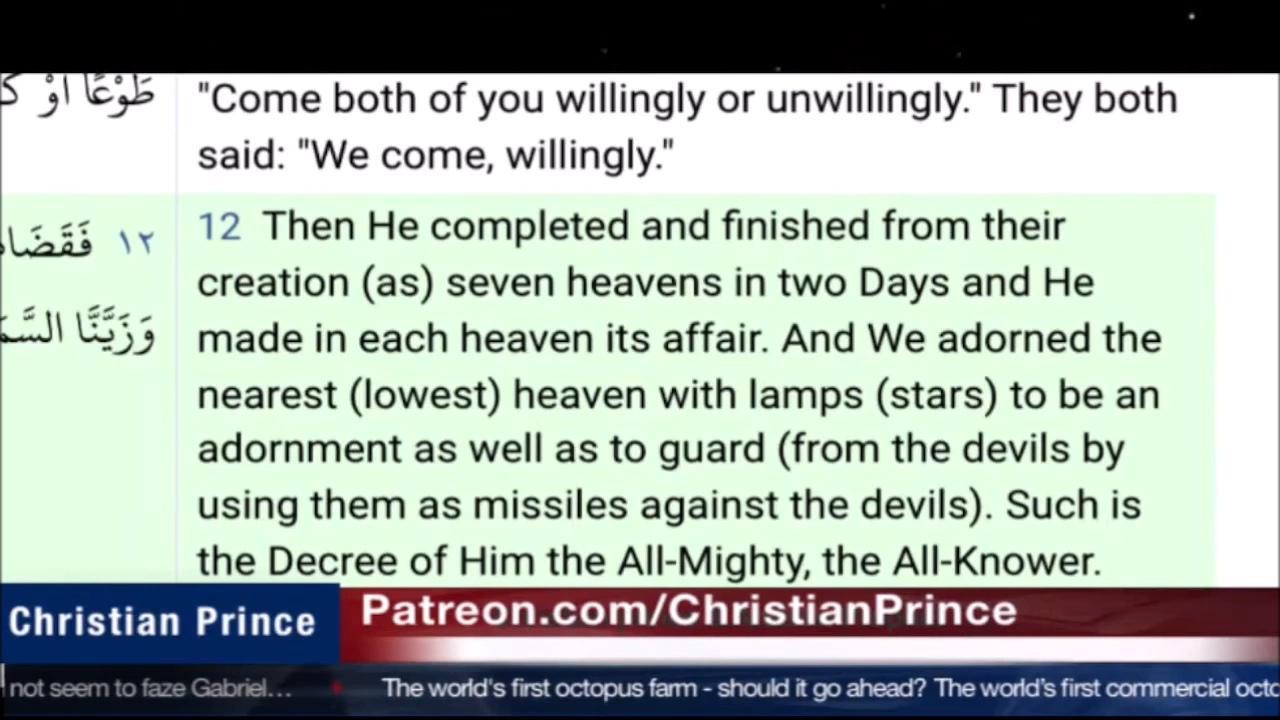 طَوْعًا أَوْ
"Come both of you willingly or unwillingly." They both
said: "We come, willingly."
12 Then He completed and finished from their
creation (as) seven heavens in two Days and He
made in each heaven its affair. And We adorned the
nearest (lowest) heaven with lamps (stars) to be an
adornment as well as to guard (from the devils by
using them as missiles against the devils). Such is
the Decree of Him the All-Mighty, the All-Knower.
١٢
وَزَيَّنَّا
Christian Prince
Patreon.com/ChristianPrince
not seem to faze Gabriel... The world's first octopus farm - should it go ahead? The world's first commercial